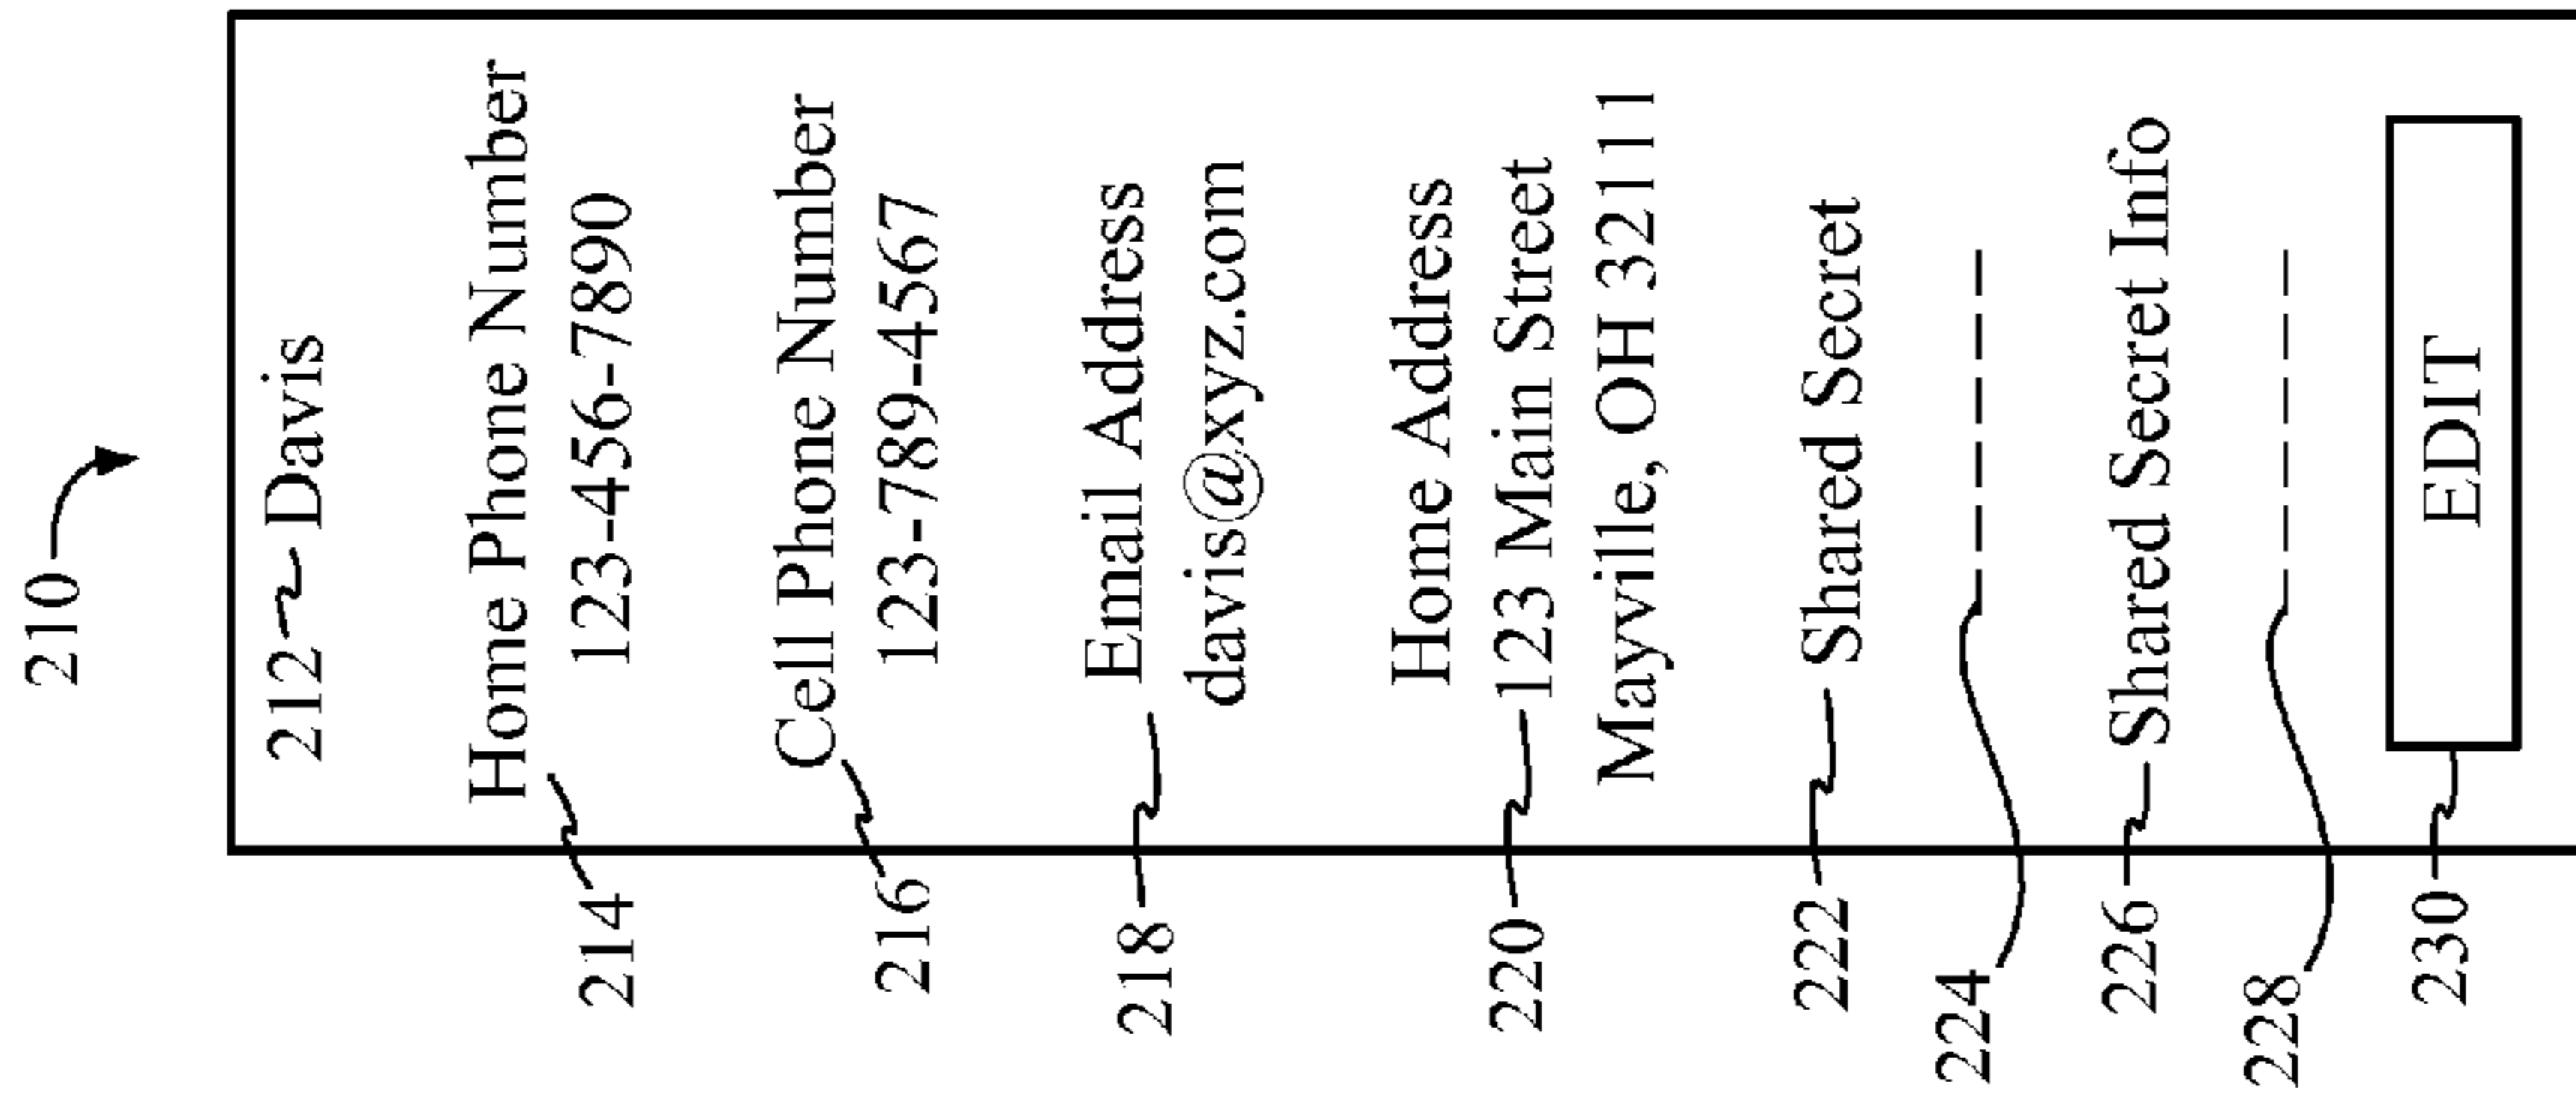 210
212 Davis
Home Phone Number
214
123-456-7890
Cell Phone Number
216
123-789-4567
218 Email Address
davis@xyz.com
Home Address
220 123 Main Street
Mayville, OH 32111
222 Shared Secret
224
226 Shared Secret Info
228
230 EDIT